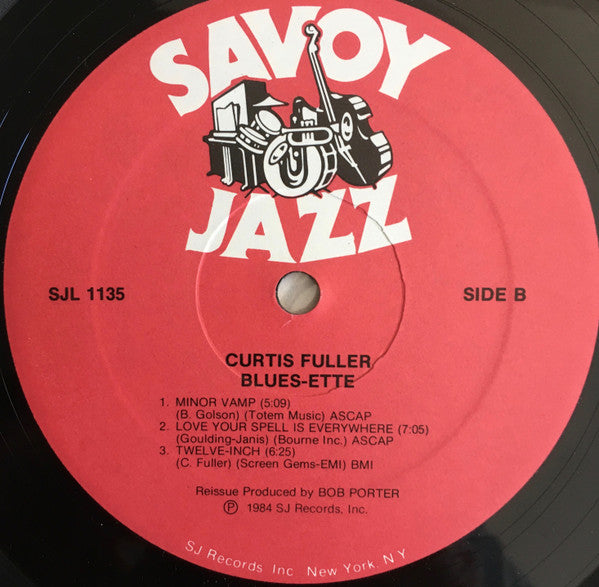 SAVOY
JAZZ
SJL 1135
SIDE B
CURTIS FULLER
BLUES-ETTE
1. MINOR VAMP (5:09)
(B. Golson) (Totem Music) ASCAP
2. LOVE YOUR SPELL IS EVERYWHERE (7:05)
(Goulding-Janis) (Bourne Inc.) ASCAP
3. TWELVE-INCH (6:25)
(C. Fuller) (Screen Gems-EMI) BMI
Reissue Produced by BOB PORTER
Ⓟ 1984 SJ Records, Inc.
SJ Records Inc New York, N Y